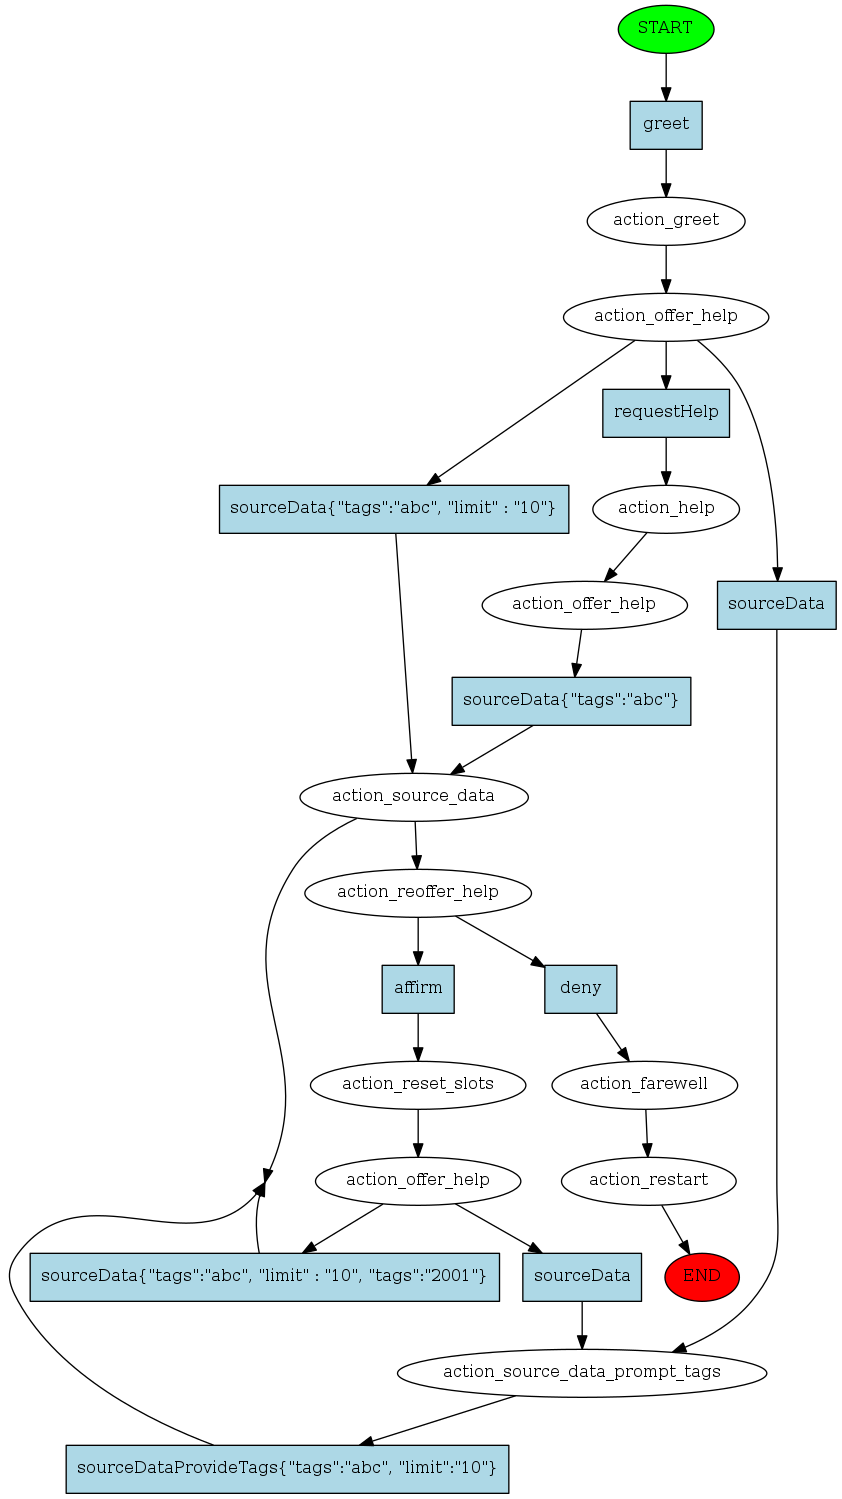 START
greet
action_greet
action_offer_help
requestHelp
sourceData{"tags":"abc", "limit" : "10"}
action_help
action_offer_help
sourceData
sourceData{"tags":"abc"}
action_source_data
action_reoffer_help
affirm
deny
action_reset_slots
action_farewell
action_offer_help
action_restart
sourceData{"tags":"abc", "limit" : "10", "tags":"2001"}
sourceData
END
action_source_data_prompt_tags
sourceDataProvideTags{"tags":"abc", "limit":"10"}